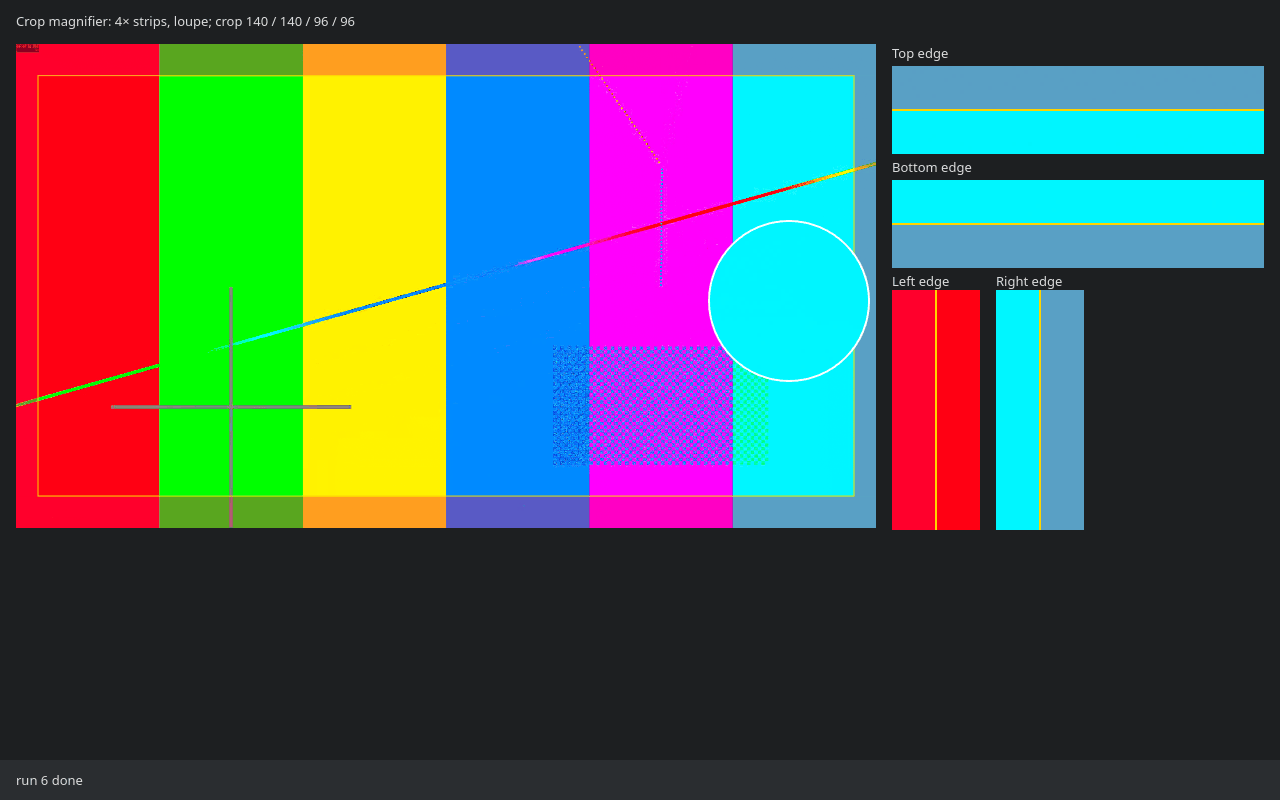 Crop magnifier: 4× strips, loupe; crop 140 / 140 / 96 / 96
Top edge
Bottom edge
Left edge
Right edge
run 6 done